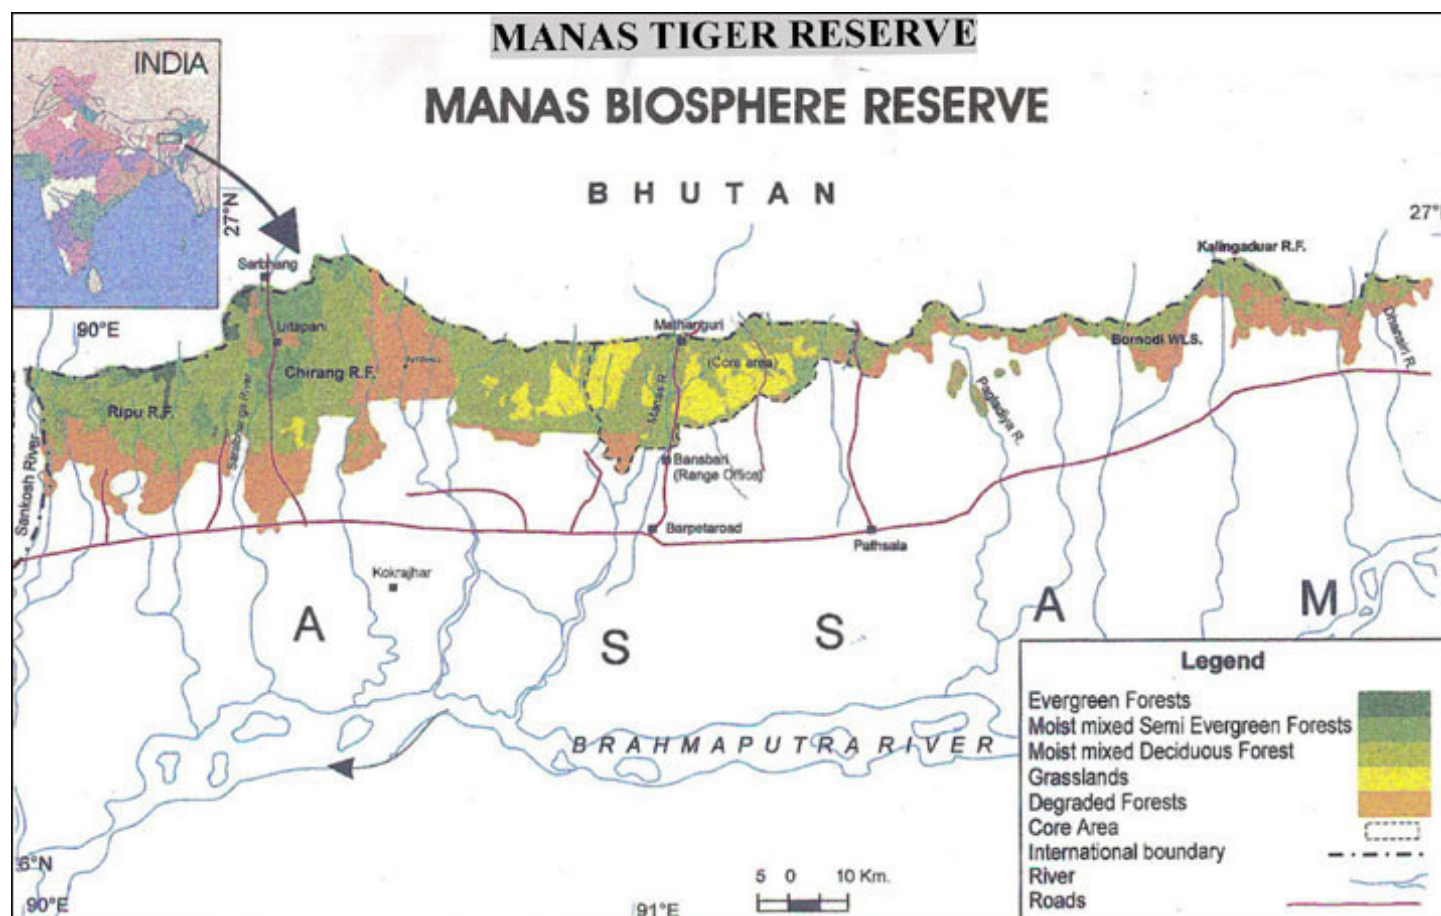 MANAS TIGER RESERVE
MANAS BIOSPHERE RESERVE
INDIA
BHUTAN
27°N
27°
Kalingaduar R.F.
Sarbhang
90°E
Ultapani
Mathanguri
Dhansiri R.
Bornodi WLS.
Chirang R.F.
(Core area)
Ripu R.F.
Manas R.
Pagladiya R.
Sankosh River
Bansbari
(Range Office)
Barpetaroad
Pathsala
Kokrajhar
ASSAM
BRAHMAPUTRA RIVER
Legend
Evergreen Forests
Moist mixed Semi Evergreen Forests
Moist mixed Deciduous Forest
Grasslands
Degraded Forests
Core Area
International boundary
River
Roads
6°N
90°E
91°E
5 0 10 Km.